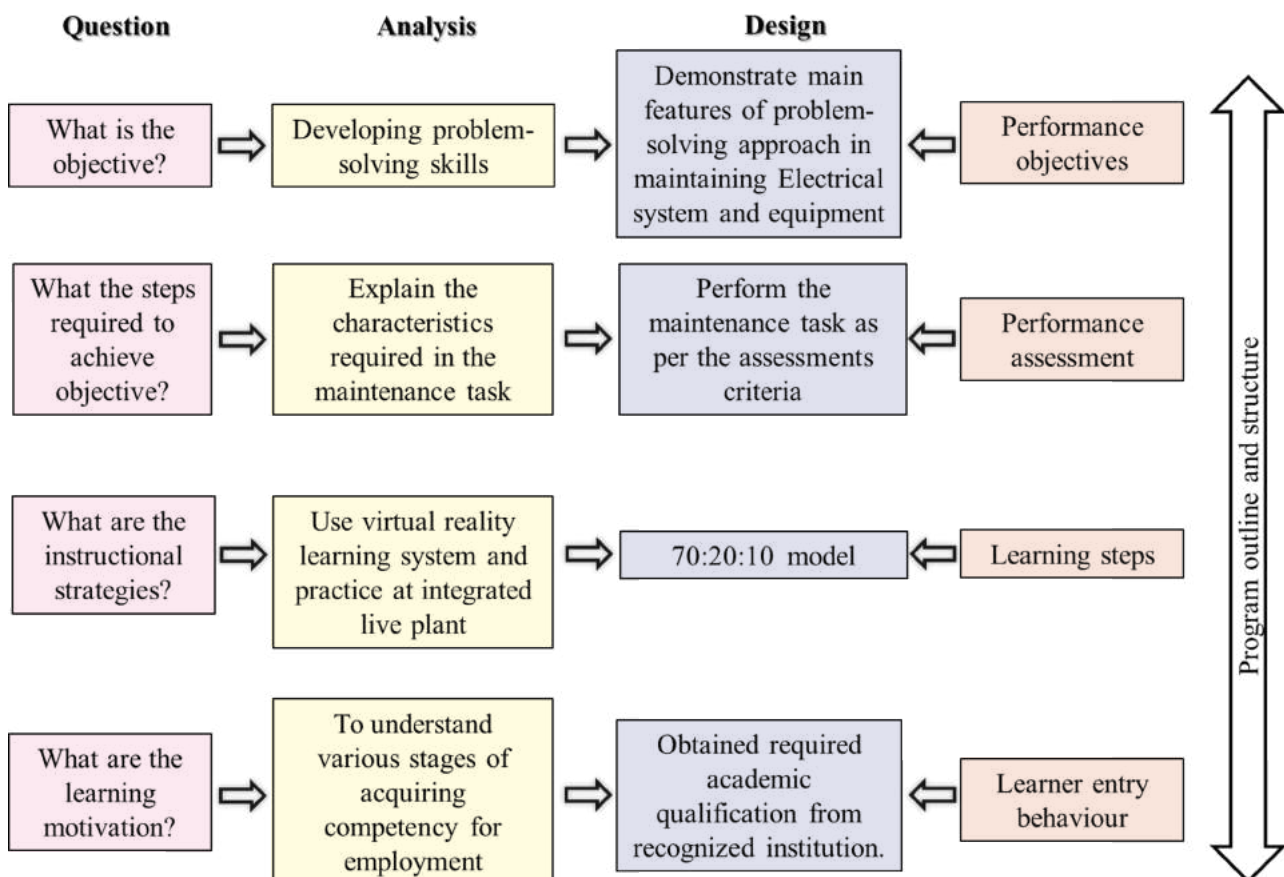 Question
Analysis
Design
What is the
objective?
Developing problem-
solving skills
Demonstrate main
features of problem-
solving approach in
maintaining Electrical
system and equipment
Performance
objectives
What the steps
required to
achieve
objective?
Explain the
characteristics
required in the
maintenance task
Perform the
maintenance task as
per the assessments
criteria
Performance
assessment
What are the
instructional
strategies?
Use virtual reality
learning system and
practice at integrated
live plant
70:20:10 model
Learning steps
What are the
learning
motivation?
To understand
various stages of
acquiring
competency for
employment
Obtained required
academic
qualification from
recognized institution.
Learner entry
behaviour
Program outline and structure